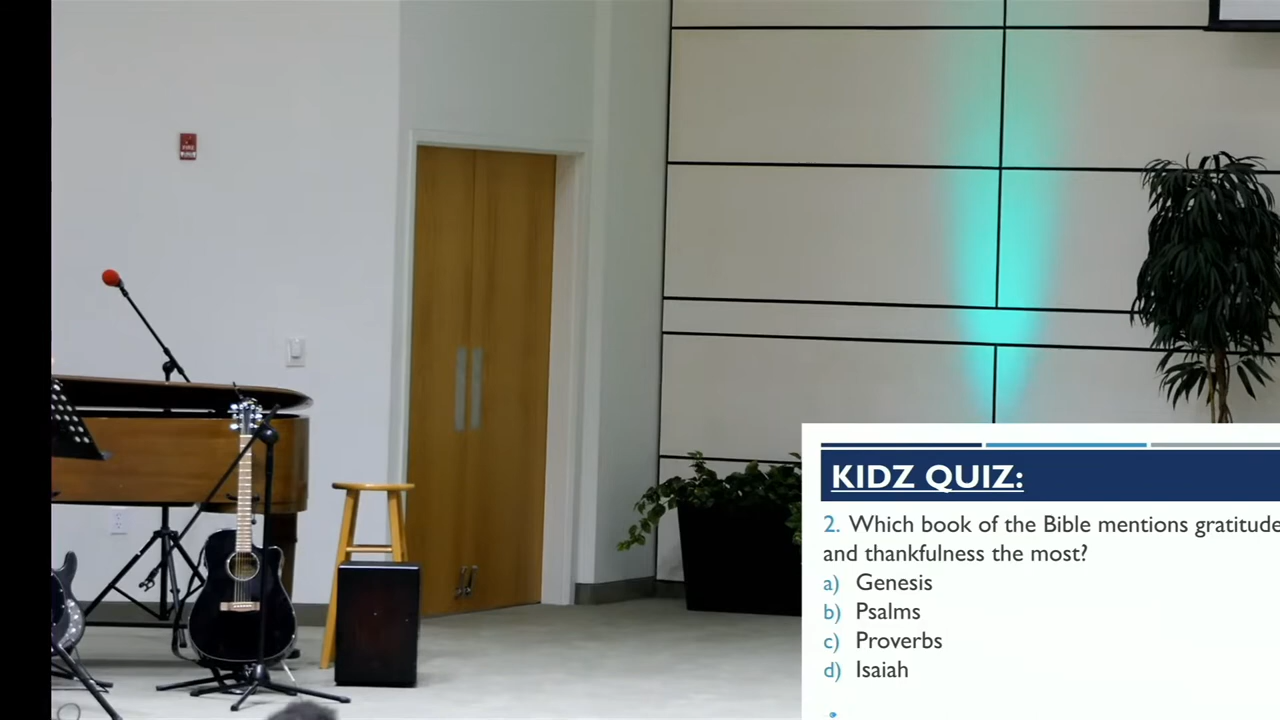 KIDZ QUIZ:
2. Which book of the Bible mentions gratitude
and thankfulness the most?
a) Genesis
b) Psalms
c) Proverbs
d) Isaiah